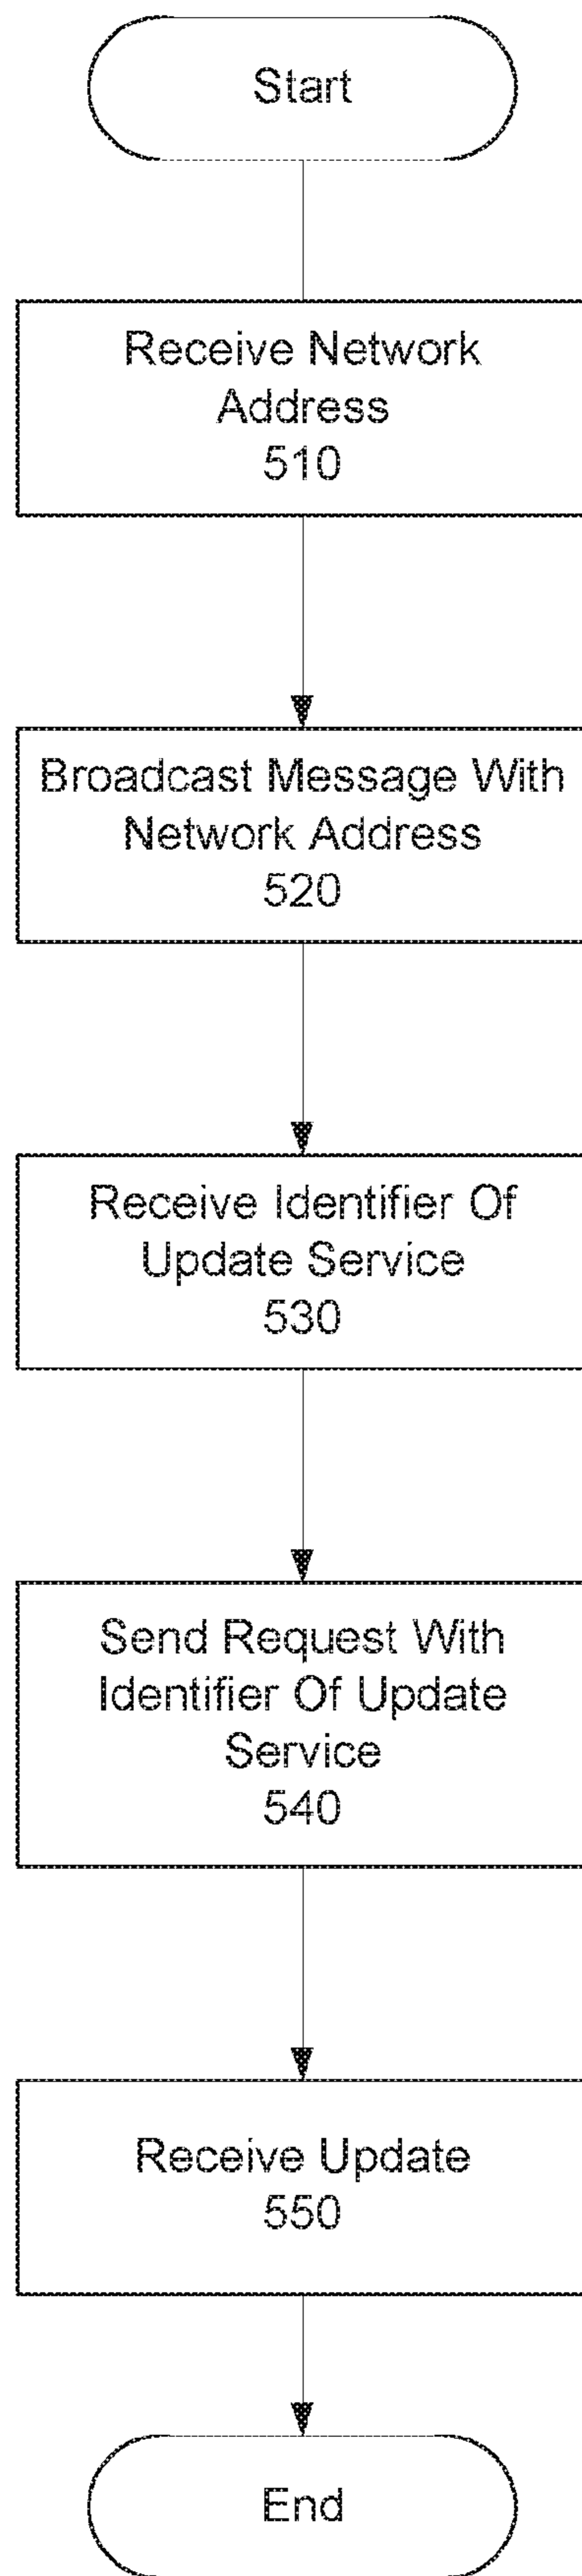 Start
Receive Network
Address
510
Broadcast Message With
Network Address
520
Receive Identifier Of
Update Service
530
Send Request With
Identifier Of Update
Service
540
Receive Update
550
End